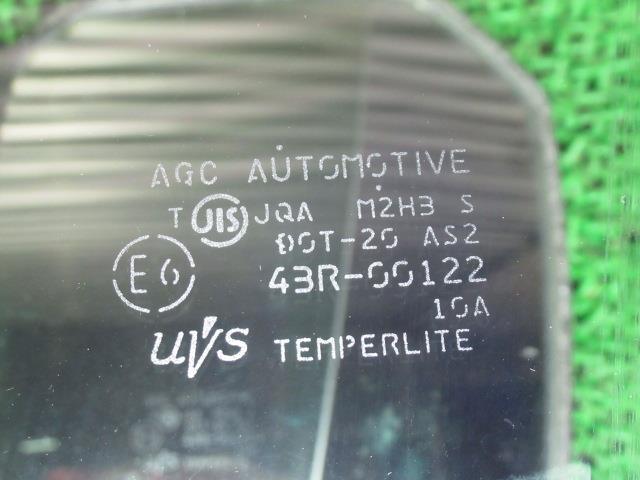 AGC AUTOMOTIVE
T JIS JQA M2H3 S
DOT-20 AS2
E6 43R-00122
10A
UVS TEMPERLITE